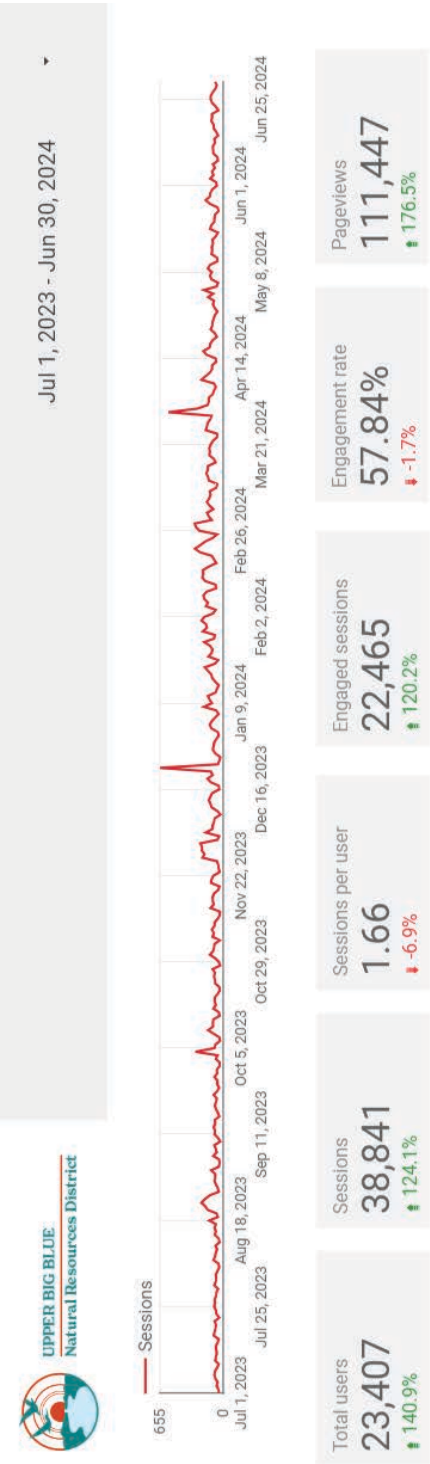 UPPER BIG BLUE
Natural Resources District
Jul 1, 2023 - Jun 30, 2024
Sessions
655
0
Jul 1, 2023
Jul 25, 2023
Aug 18, 2023
Sep 11, 2023
Oct 5, 2023
Oct 29, 2023
Nov 22, 2023
Dec 16, 2023
Jan 9, 2024
Feb 2, 2024
Feb 26, 2024
Mar 21, 2024
Apr 14, 2024
May 8, 2024
Jun 1, 2024
Jun 25, 2024
Total users
23,407
140.9%
Sessions
38,841
124.1%
Sessions per user
1.66
-6.9%
Engaged sessions
22,465
120.2%
Engagement rate
57.84%
-1.7%
Pageviews
111,447
176.5%